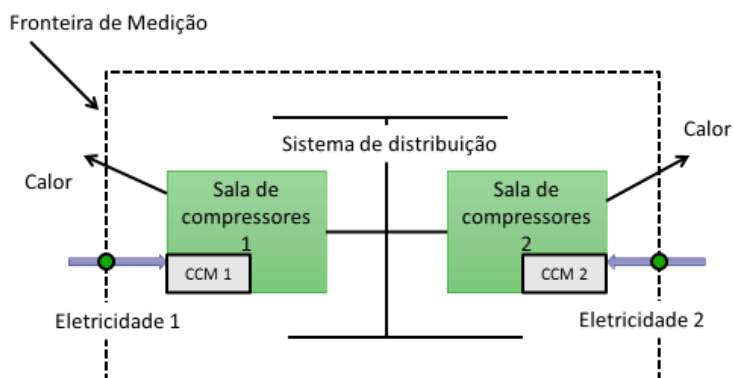 Fronteira de Medição
Sistema de distribuição
Calor
Calor
Sala de
compressores
1
Sala de
compressores
2
CCM 1
CCM 2
Eletricidade 1
Eletricidade 2